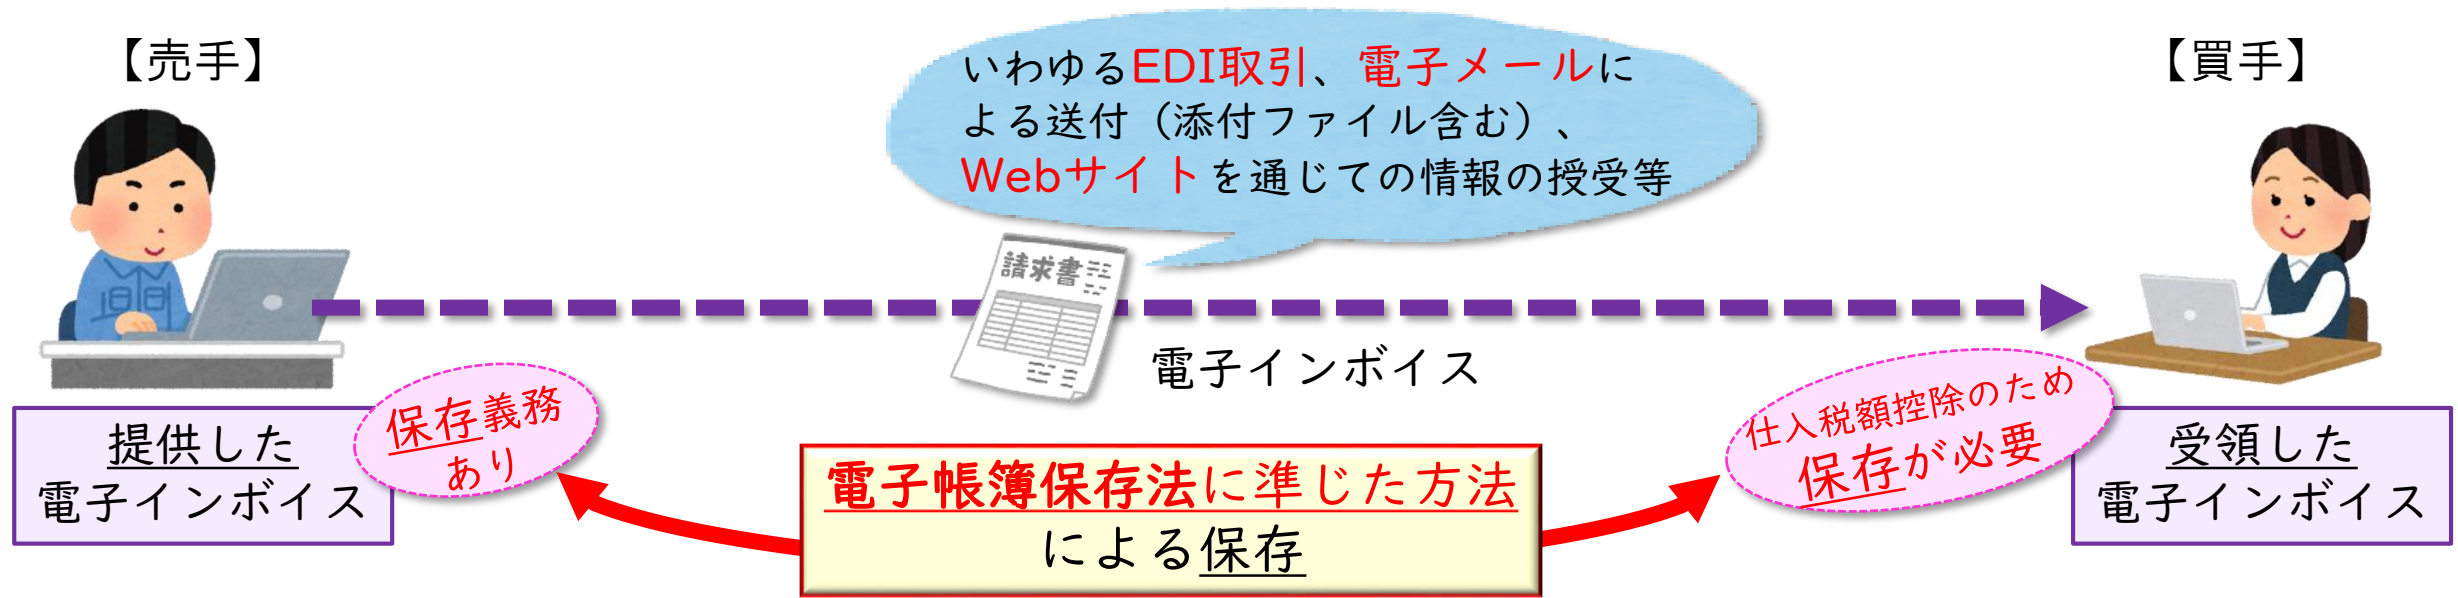 【売手】
【買手】
いわゆるEDI取引、電子メールに
よる送付（添付ファイル含む）、
Webサイトを通じての情報の授受等
請求書
電子インボイス
提供した
電子インボイス
保存義務
あり
電子帳簿保存法に準じた方法
による保存
仕入税額控除のため
保存が必要
受領した
電子インボイス